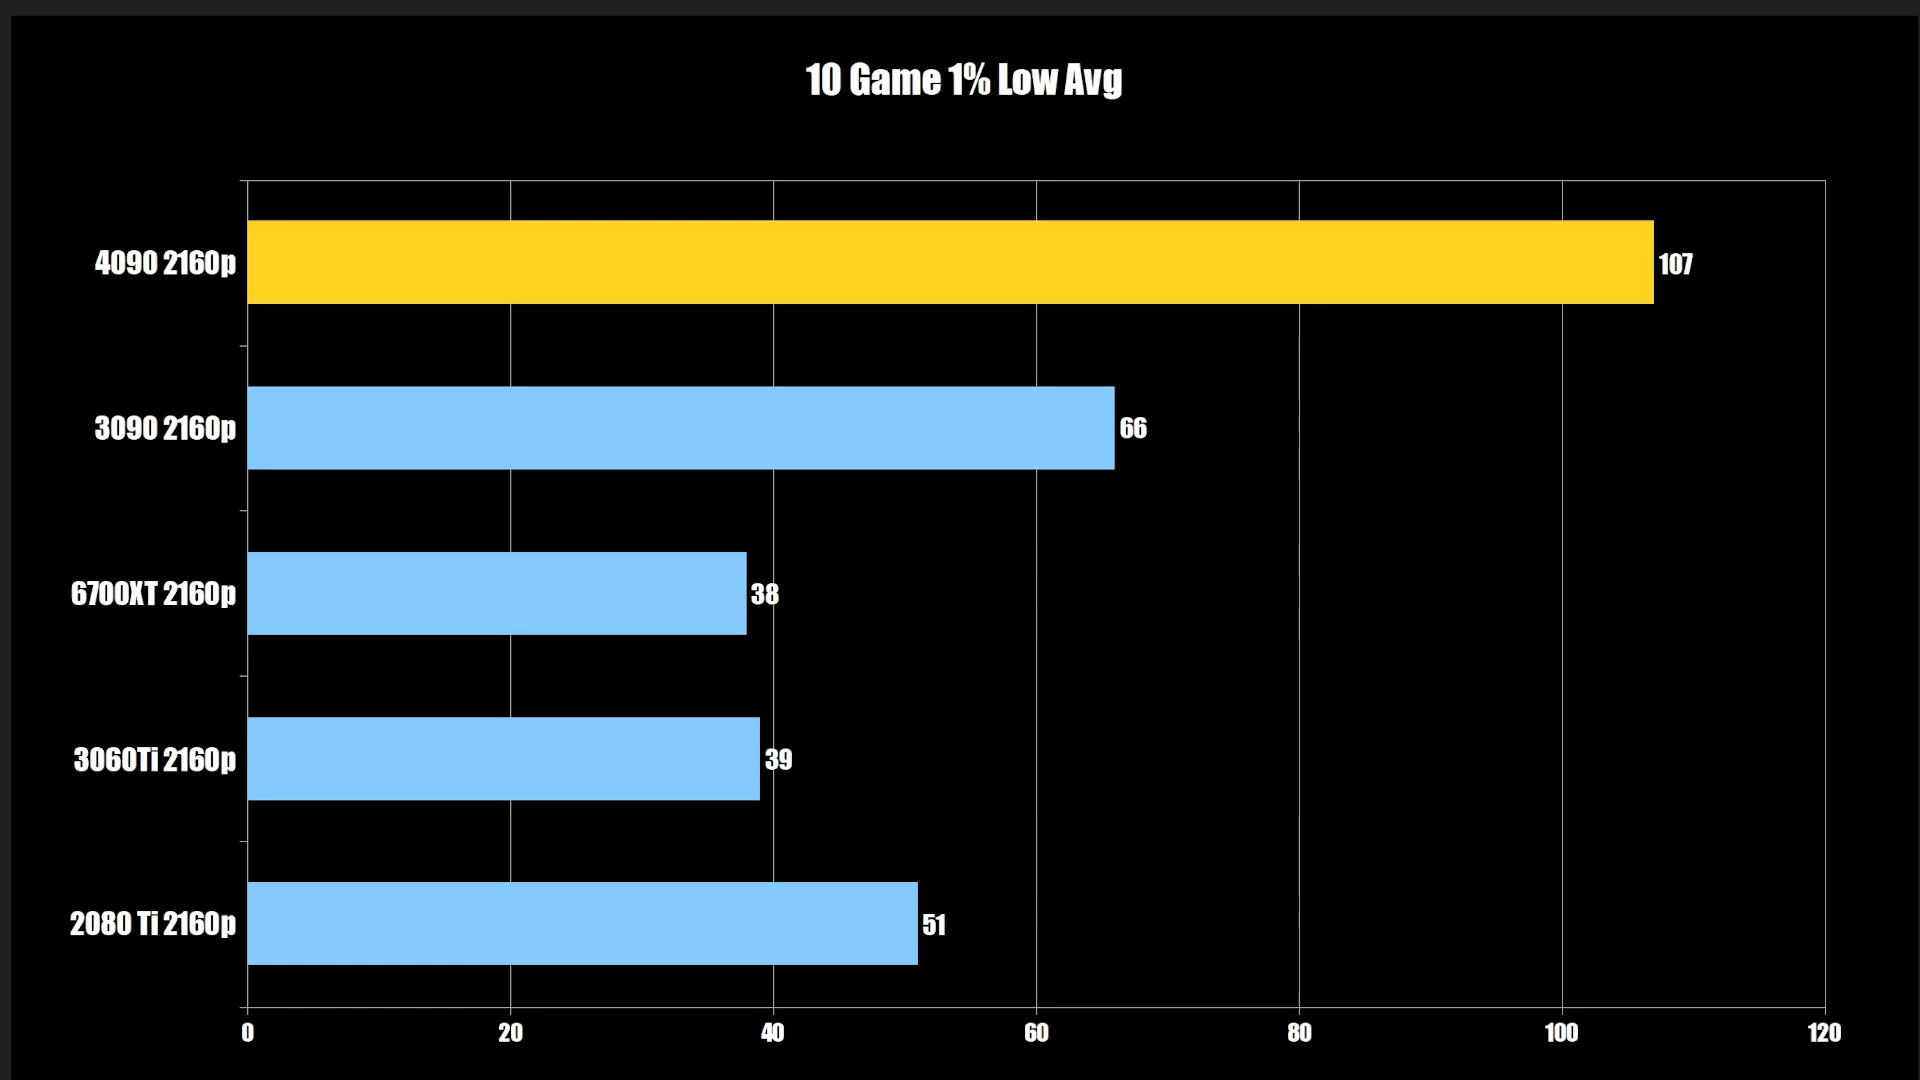 10 Game 1% Low Avg
4090 2160p
107
3090 2160p
66
6700XT 2160p
38
3060Ti 2160p
39
2080 Ti 2160p
51
0 20 40 60 80 100 120